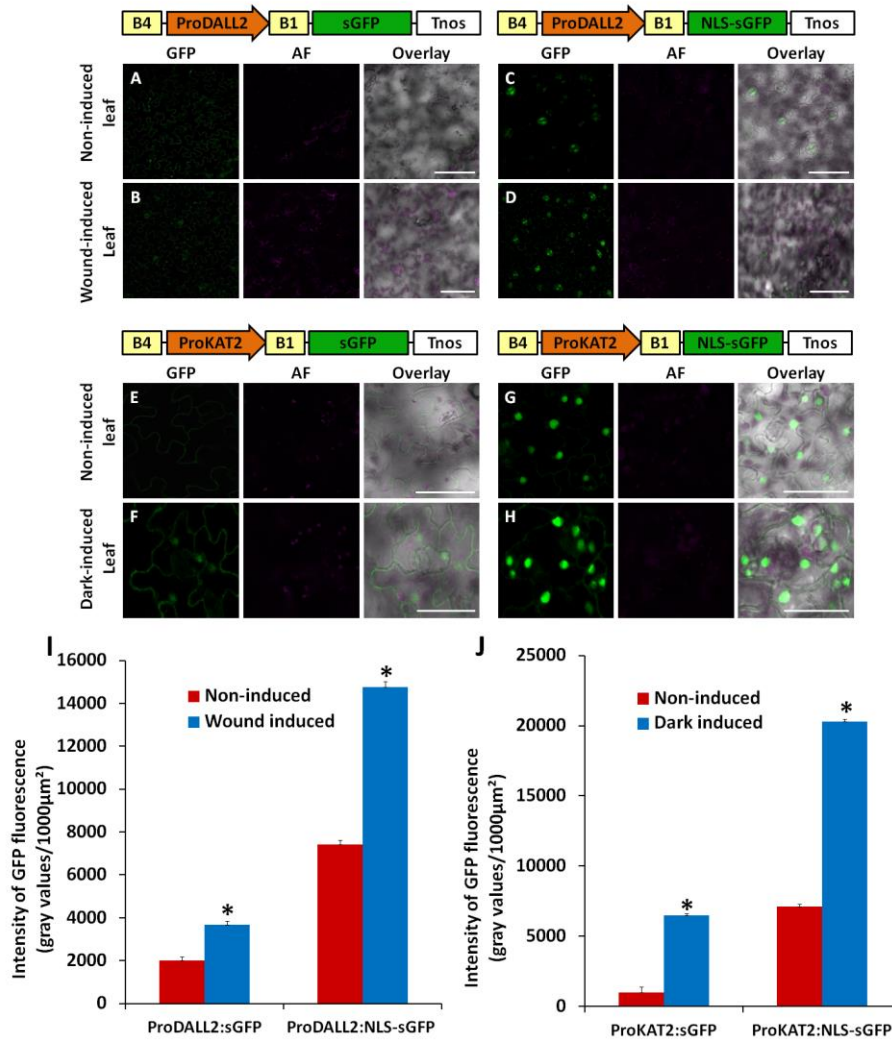 B4 ProDALL2 B1 sGFP Tnos
B4 ProDALL2 B1 NLS-sGFP Tnos
GFP AF Overlay
GFP AF Overlay
Non-induced
leaf
A
C
Wound-induced
Leaf
B
D
B4 ProKAT2 B1 sGFP Tnos
B4 ProKAT2 B1 NLS-sGFP Tnos
GFP AF Overlay
GFP AF Overlay
Non-induced
leaf
E
G
Dark-induced
Leaf
F
H
I
Intensity of GFP fluorescence
(gray values/1000µm²)
16000
14000
12000
10000
8000
6000
4000
2000
0
Non-induced
Wound induced
*
*
ProDALL2:sGFP ProDALL2:NLS-sGFP
J
Intensity of GFP fluorescence
(gray values/1000µm²)
25000
20000
15000
10000
5000
0
Non-induced
Dark induced
*
*
ProKAT2:sGFP ProKAT2:NLS-sGFP